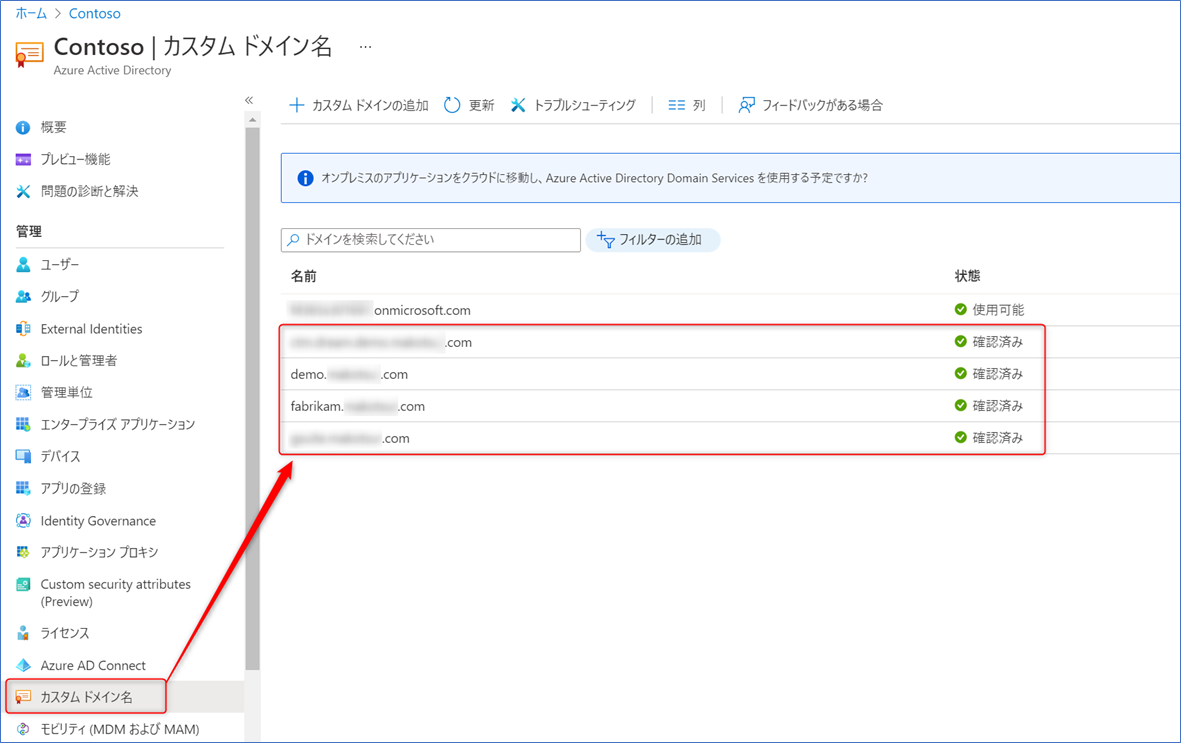 ホーム > Contoso
Contoso | カスタム ドメイン名 …
Azure Active Directory
«
概要
プレビュー機能
問題の診断と解決
管理
ユーザー
グループ
External Identities
ロールと管理者
管理単位
エンタープライズ アプリケーション
デバイス
アプリの登録
Identity Governance
アプリケーション プロキシ
Custom security attributes
(Preview)
ライセンス
Azure AD Connect
カスタム ドメイン名
モビリティ (MDM および MAM)
カスタム ドメインの追加 更新 トラブルシューティング 列 フィードバックがある場合
オンプレミスのアプリケーションをクラウドに移動し、Azure Active Directory Domain Services を使用する予定ですか?
ドメインを検索してください フィルターの追加
名前 状態
onmicrosoft.com 使用可能
.com 確認済み
demo. .com 確認済み
fabrikam. .com 確認済み
.com 確認済み